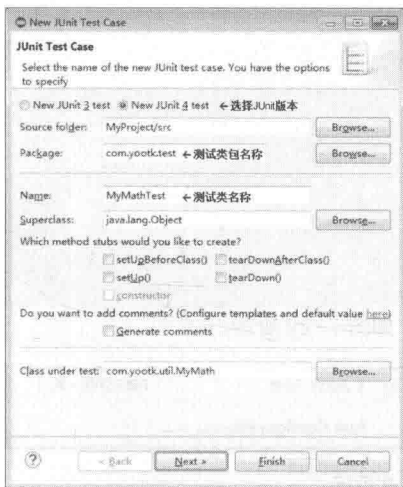 New JUnit Test Case
JUnit Test Case
Select the name of the new JUnit test case. You have the options
to specify
New JUnit 3 test New JUnit 4 test ←选择JUnit版本
Source folder: MyProject/src Browse...
Package: com.yootk.test ←测试类包名称 Browse...
Name: MyMathTest ←测试类名称
Superclass: java.lang.Object Browse...
Which method stubs would you like to create?
setUpBeforeClass() tearDownAfterClass()
setUp() tearDown()
constructor
Do you want to add comments? (Configure templates and default value here)
Generate comments
Class under test: com.yootk.util.MyMath Browse...
? < Back Next > Finish Cancel